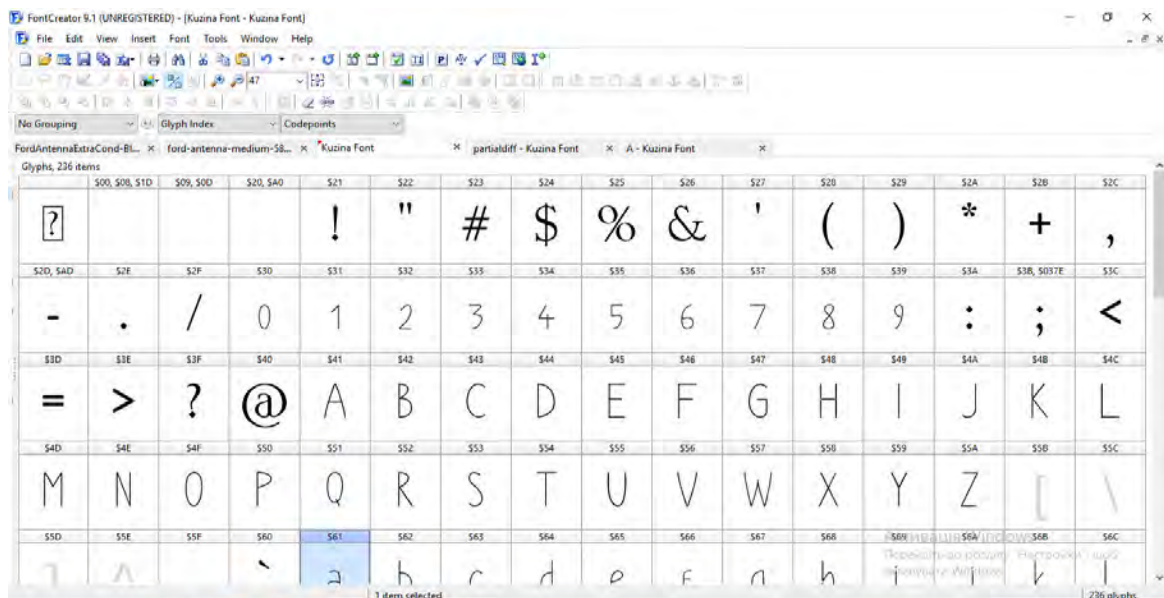 FontCreator 9.1 (UNREGISTERED) - [Kuzina Font - Kuzina Font]
File Edit View Insert Font Tools Window Help
47
No Grouping Glyph Index Codepoints
FordAntennaExtraCond-Bl... × ford-antenna-medium-58... × Kuzina Font × partialdiff - Kuzina Font × A - Kuzina Font ×
Glyphs, 236 items
$00, $08, $1D $09, $0D $20, $A0 $21 $22 $23 $24 $25 $26 $27 $28 $29 $2A $2B $2C
? ! " # $ % & ' ( ) * + ,
$2D, $AD $2E $2F $30 $31 $32 $33 $34 $35 $36 $37 $38 $39 $3A $3B, $037E $3C
- . / 0 1 2 3 4 5 6 7 8 9 : ; <
$3D $3E $3F $40 $41 $42 $43 $44 $45 $46 $47 $48 $49 $4A $4B $4C
= > ? @ A B C D E F G H I J K L
$4D $4E $4F $50 $51 $52 $53 $54 $55 $56 $57 $58 $59 $5A $5B $5C
M N O P Q R S T U V W X Y Z [ \
$5D $5E $5F $60 $61 $62 $63 $64 $65 $66 $67 $68 $69 $6A $6B $6C
] ^ ` a b c d e f g h i j k l
1 item selected 236 glyphs